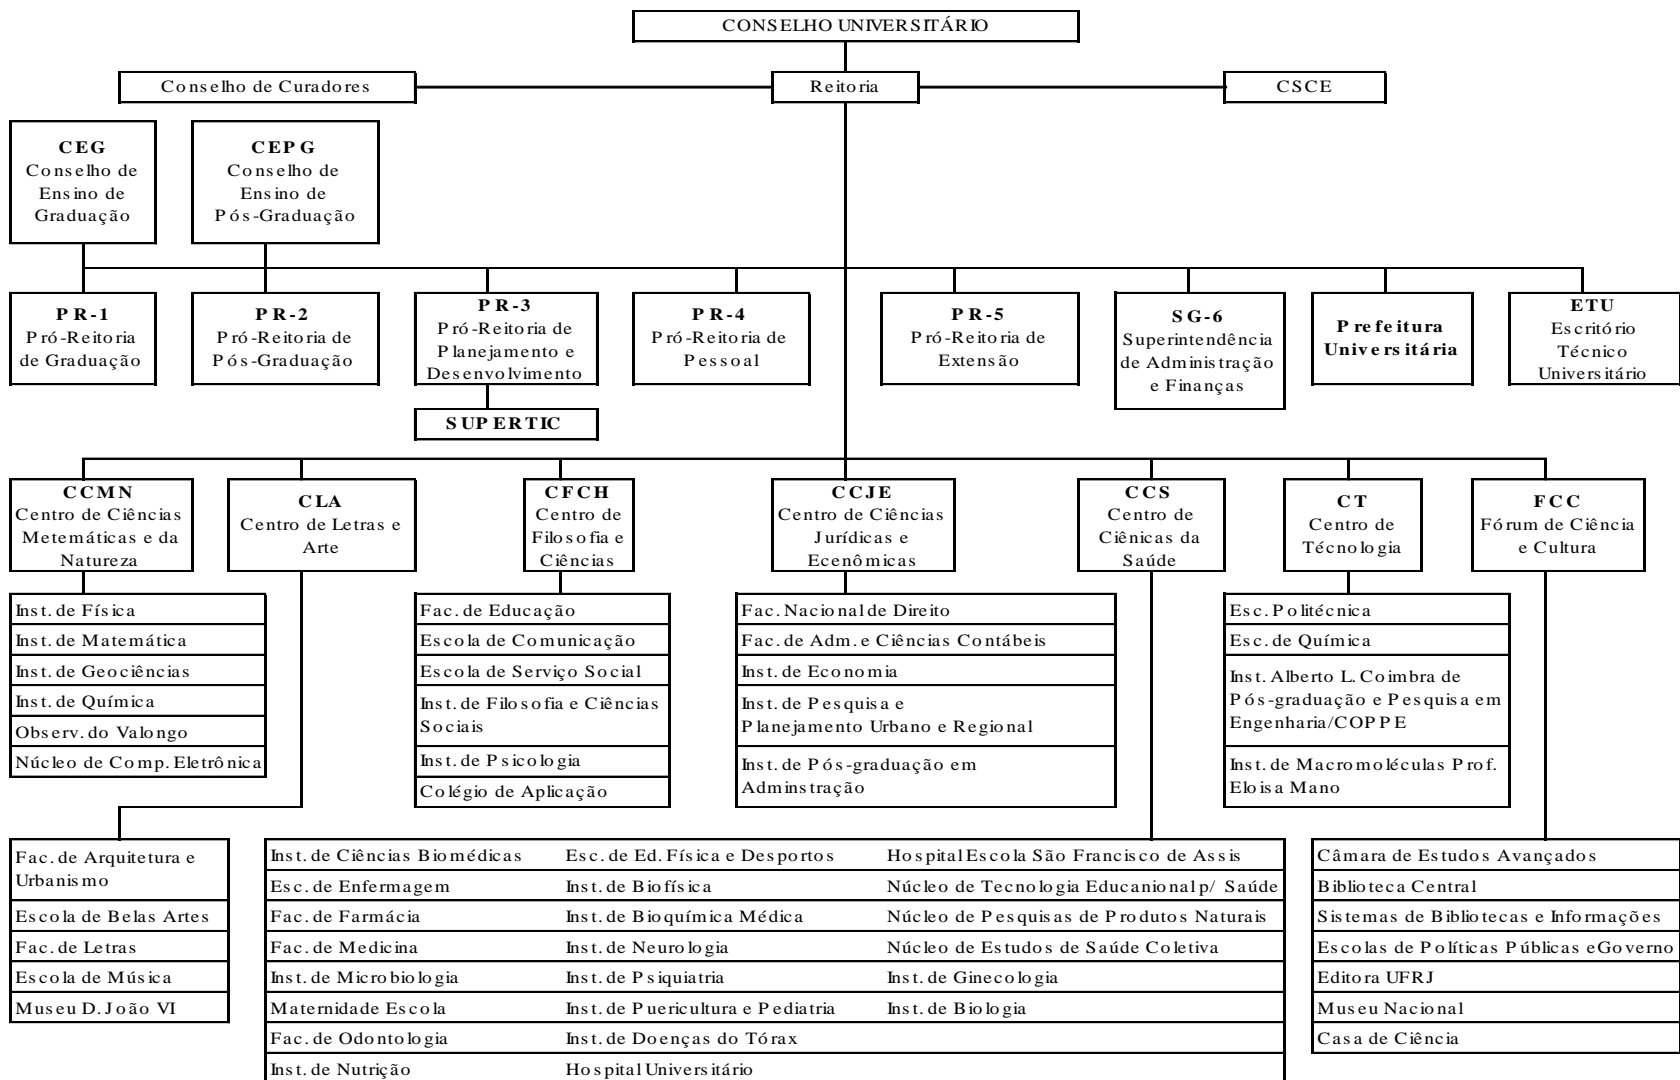 CONSELHO UNIVERSITÁRIO
Conselho de Curadores
Reitoria
CSCE
CEG
Conselho de
Ensino de
Graduação
CEPG
Conselho de
Ensino de
Pós-Graduação
PR-1
Pró-Reitoria
de Graduação
PR-2
Pró-Reitoria de
Pós-Graduação
PR-3
Pró-Reitoria de
Planejamento e
Desenvolvimento
PR-4
Pró-Reitoria de
Pessoal
PR-5
Pró-Reitoria de
Extensão
SG-6
Superintendência
de Administração
e Finanças
Prefeitura
Universitária
ETU
Escritório
Técnico
Universitário
SUPERTIC
CCMN
Centro de Ciências
Metemáticas e da
Natureza
CLA
Centro de Letras e
Arte
CFCH
Centro de
Filosofia e
Ciências
CCJE
Centro de Ciências
Jurídicas e
Ecenômicas
CCS
Centro de
Ciênicas da
Saúde
CT
Centro de
Técnologia
FCC
Fórum de Ciência
e Cultura
Inst. de Física
Inst. de Matemática
Inst. de Geociências
Inst. de Química
Observ. do Valongo
Núcleo de Comp. Eletrônica
Fac. de Educação
Escola de Comunicação
Escola de Serviço Social
Inst. de Filosofia e Ciências
Sociais
Inst. de Psicologia
Colégio de Aplicação
Fac. Nacional de Direito
Fac. de Adm. e Ciências Contábeis
Inst. de Economia
Inst. de Pesquisa e
Planejamento Urbano e Regional
Inst. de Pós-graduação em
Adminstração
Esc. Politécnica
Esc. de Química
Inst. Alberto L. Coimbra de
Pós-graduação e Pesquisa em
Engenharia/COPPE
Inst. de Macromoléculas Prof.
Eloisa Mano
Fac. de Arquitetura e
Urbanismo
Escola de Belas Artes
Fac. de Letras
Escola de Música
Museu D. João VI
Inst. de Ciências Biomédicas
Esc. de Enfermagem
Fac. de Farmácia
Fac. de Medicina
Inst. de Microbiologia
Maternidade Escola
Fac. de Odontologia
Inst. de Nutrição
Esc. de Ed. Física e Desportos
Inst. de Biofísica
Inst. de Bioquímica Médica
Inst. de Neurologia
Inst. de Psiquiatria
Inst. de Puericultura e Pediatria
Inst. de Doenças do Tórax
Hospital Universitário
Hospital Escola São Francisco de Assis
Núcleo de Tecnologia Educanional p/ Saúde
Núcleo de Pesquisas de Produtos Naturais
Núcleo de Estudos de Saúde Coletiva
Inst. de Ginecologia
Inst. de Biologia
Câmara de Estudos Avançados
Biblioteca Central
Sistemas de Bibliotecas e Informações
Escolas de Políticas Públicas e Governo
Editora UFRJ
Museu Nacional
Casa de Ciência